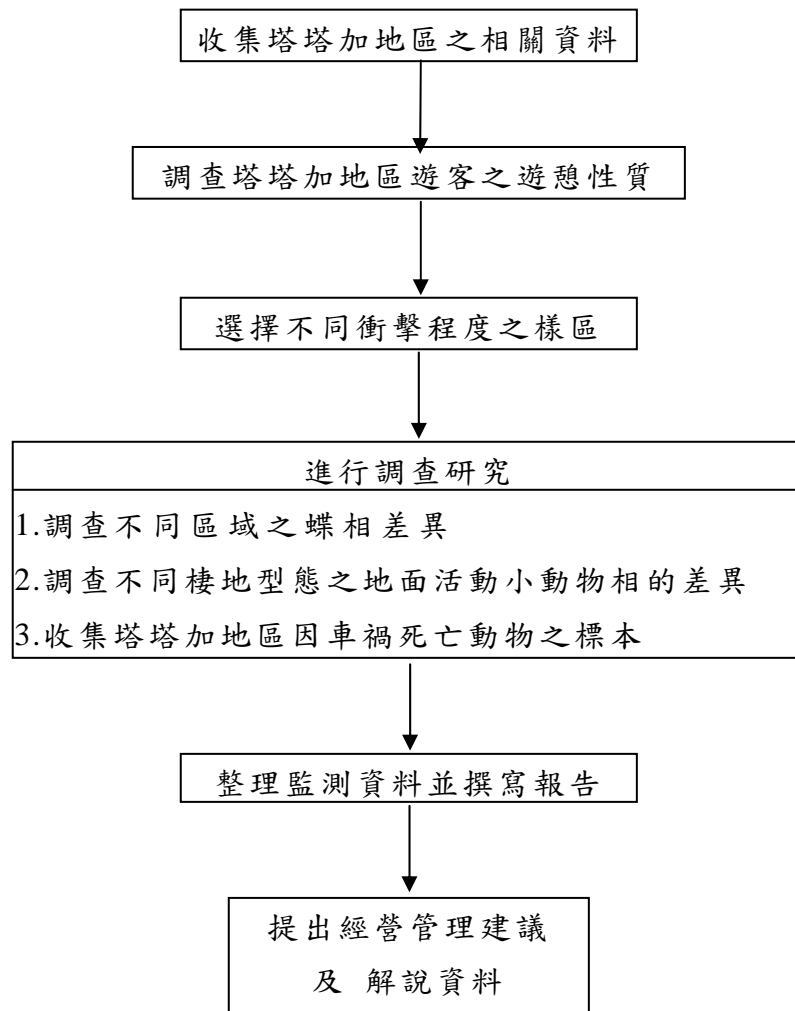 收集塔塔加地區之相關資料
調查塔塔加地區遊客之遊憩性質
選擇不同衝擊程度之樣區
進行調查研究
1.調查不同區域之蝶相差異
2.調查不同棲地型態之地面活動小動物相的差異
3.收集塔塔加地區因車禍死亡動物之標本
整理監測資料並撰寫報告
提出經營管理建議
及 解說資料